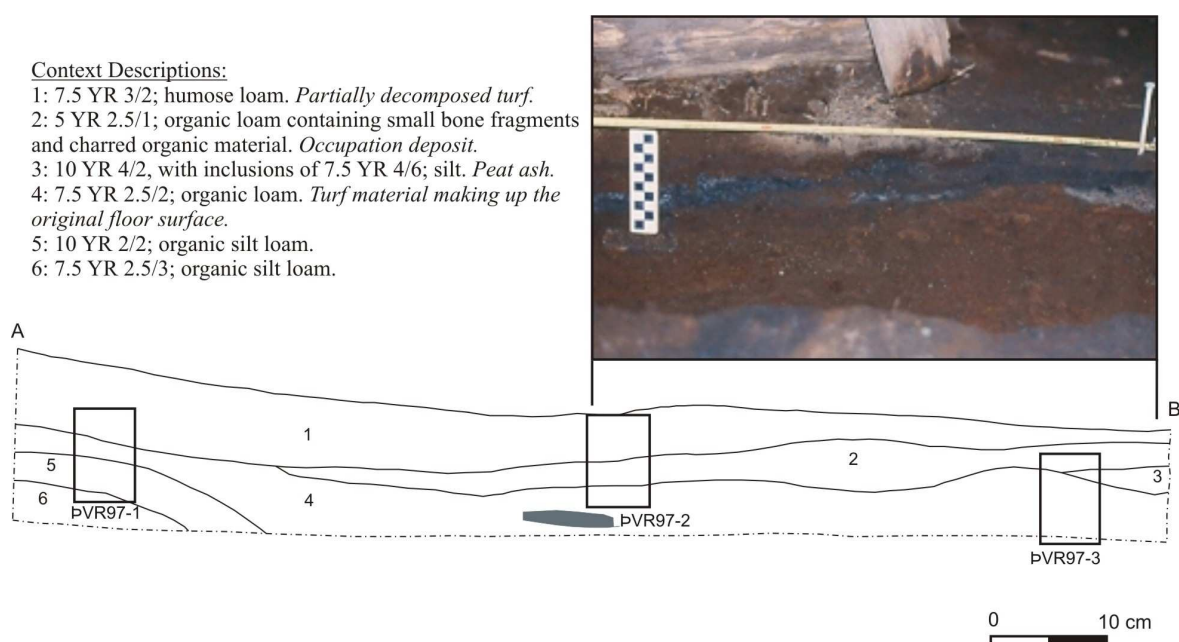 Context Descriptions:
1: 7.5 YR 3/2; humose loam. Partially decomposed turf.
2: 5 YR 2.5/1; organic loam containing small bone fragments
and charred organic material. Occupation deposit.
3: 10 YR 4/2, with inclusions of 7.5 YR 4/6; silt. Peat ash.
4: 7.5 YR 2.5/2; organic loam. Turf material making up the
original floor surface.
5: 10 YR 2/2; organic silt loam.
6: 7.5 YR 2.5/3; organic silt loam.
A
B
1
2
5
3
6
4
ÞVR97-1
ÞVR97-2
ÞVR97-3
0 10 cm